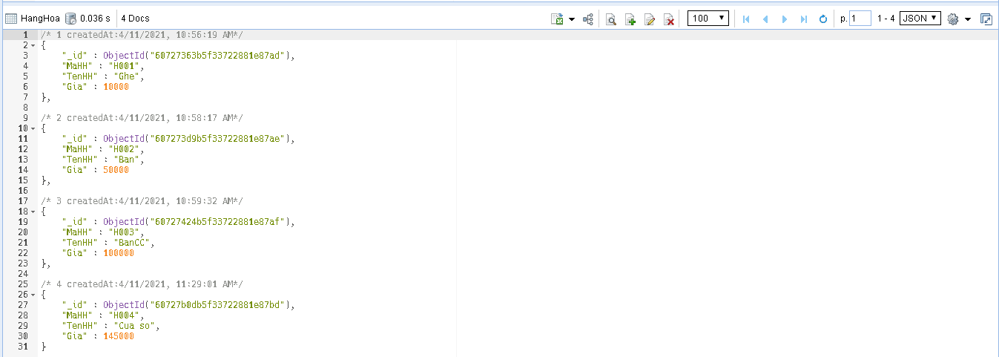 HangHoa 0.036 s 4 Docs 100 p. 1 1 - 4 JSON
1 /* 1 createdAt:4/11/2021, 10:56:19 AM*/
2 {
3 "_id" : ObjectId("60727363b5f33722881e87ad"),
4 "MaHH" : "H001",
5 "TenHH" : "Ghe",
6 "Gia" : 10000
7 },
8
9 /* 2 createdAt:4/11/2021, 10:58:17 AM*/
10 {
11 "_id" : ObjectId("607273d9b5f33722881e87ae"),
12 "MaHH" : "H002",
13 "TenHH" : "Ban",
14 "Gia" : 50000
15 },
16
17 /* 3 createdAt:4/11/2021, 10:59:32 AM*/
18 {
19 "_id" : ObjectId("60727424b5f33722881e87af"),
20 "MaHH" : "H003",
21 "TenHH" : "BanCC",
22 "Gia" : 100000
23 },
24
25 /* 4 createdAt:4/11/2021, 11:29:01 AM*/
26 {
27 "_id" : ObjectId("60727b0db5f33722881e87bd"),
28 "MaHH" : "H004",
29 "TenHH" : "Cua so",
30 "Gia" : 145000
31 }